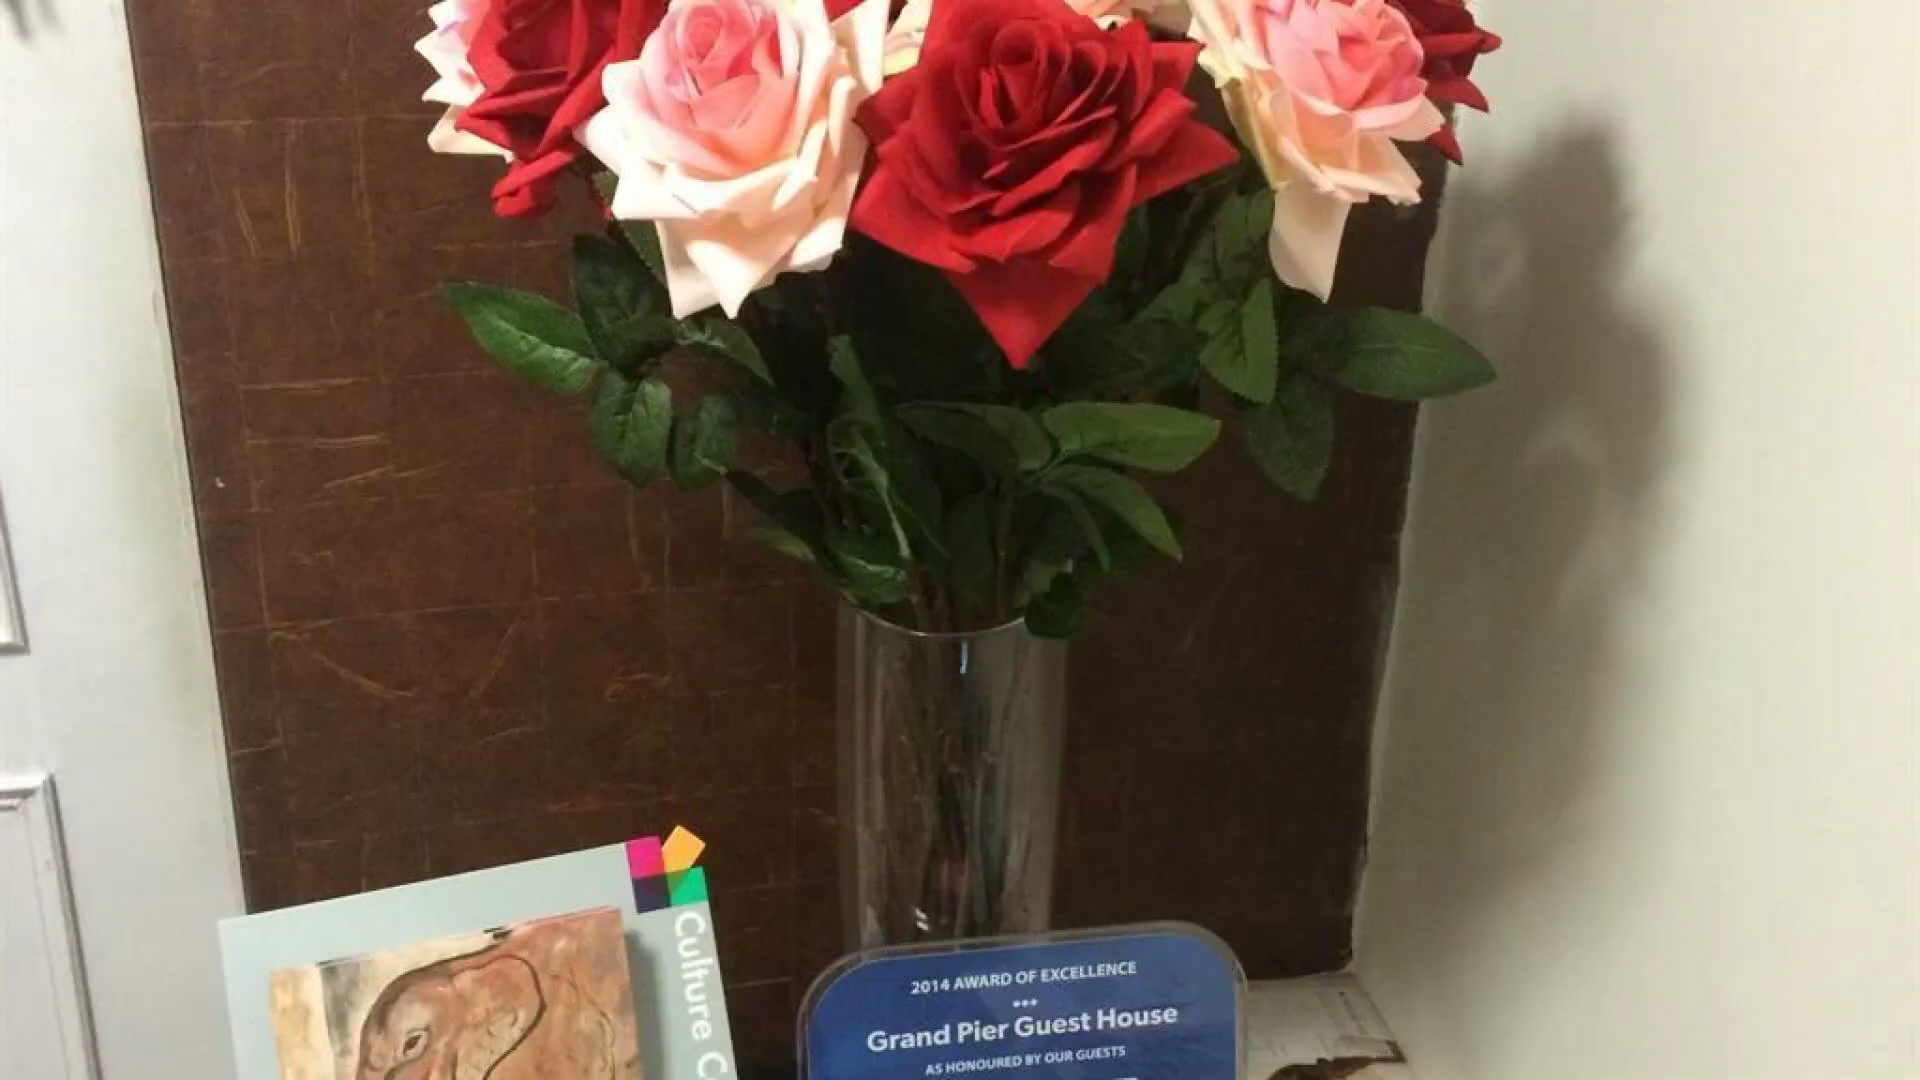 Culture C
2014 AWARD OF EXCELLENCE
Grand Pier Guest House
AS HONOURED BY OUR GUESTS